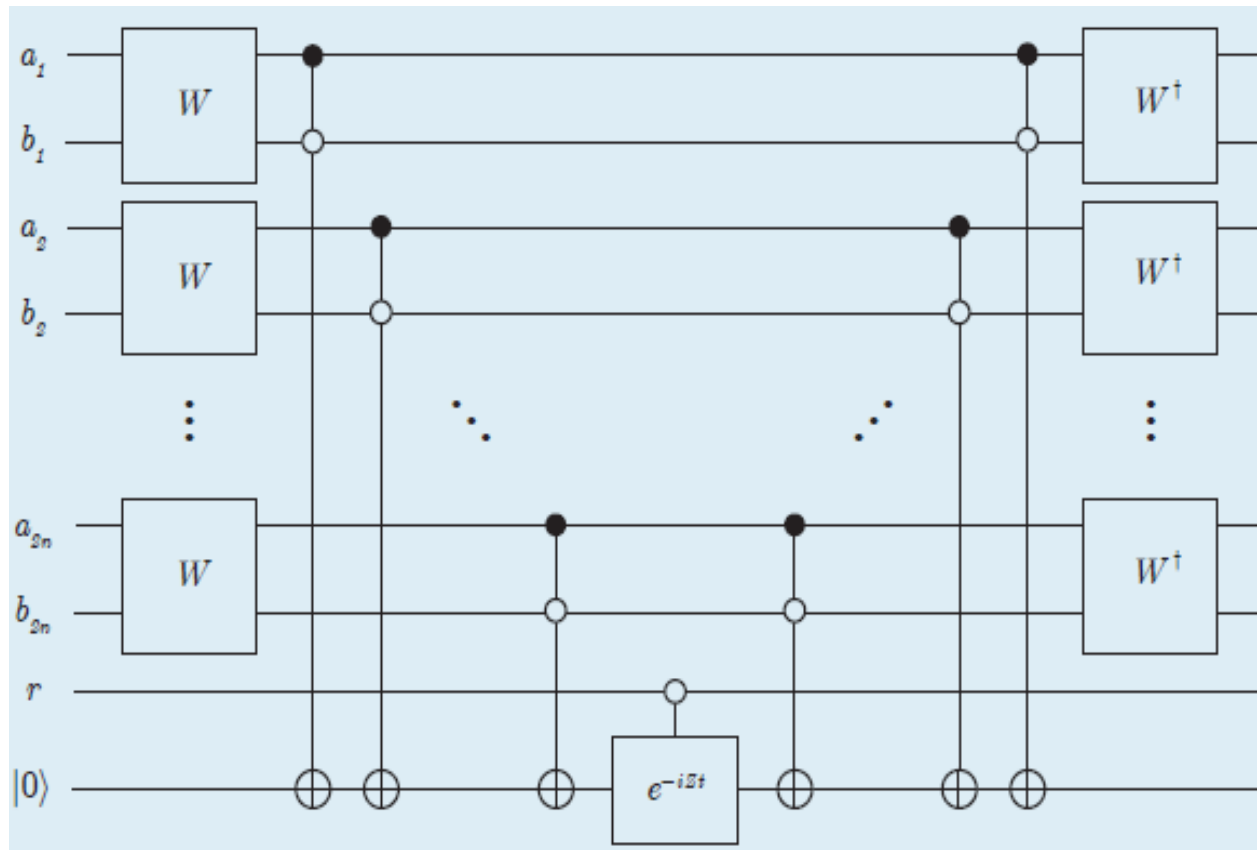 a₁ W W†
b₁
a₂ W W†
b₂
⋮ ⋱ ⋰ ⋮
a₂ₙ W W†
b₂ₙ
r
|0⟩ e⁻ⁱᶻᵗ